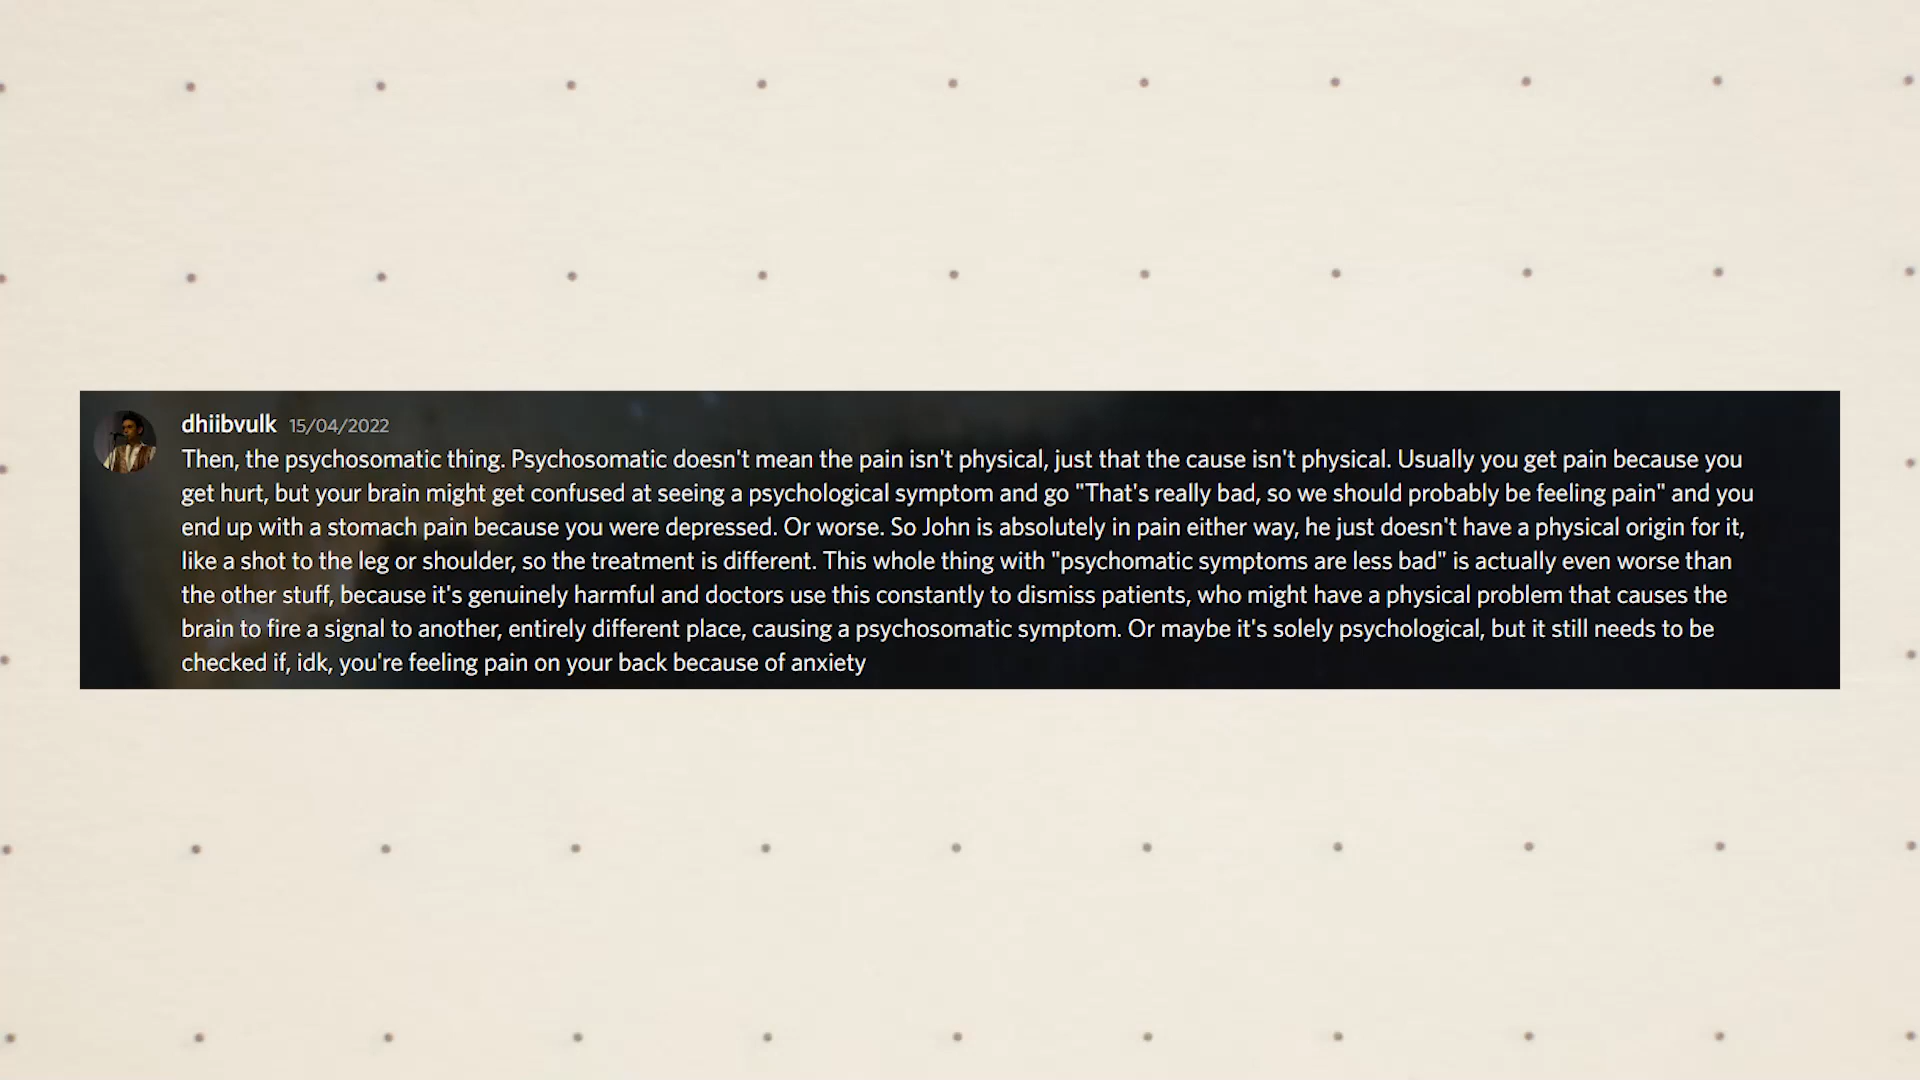 dhiibvulk 15/04/2022
Then, the psychosomatic thing. Psychosomatic doesn't mean the pain isn't physical, just that the cause isn't physical. Usually you get pain because you
get hurt, but your brain might get confused at seeing a psychological symptom and go "That's really bad, so we should probably be feeling pain" and you
end up with a stomach pain because you were depressed. Or worse. So John is absolutely in pain either way, he just doesn't have a physical origin for it,
like a shot to the leg or shoulder, so the treatment is different. This whole thing with "psychomatic symptoms are less bad" is actually even worse than
the other stuff, because it's genuinely harmful and doctors use this constantly to dismiss patients, who might have a physical problem that causes the
brain to fire a signal to another, entirely different place, causing a psychosomatic symptom. Or maybe it's solely psychological, but it still needs to be
checked if, idk, you're feeling pain on your back because of anxiety